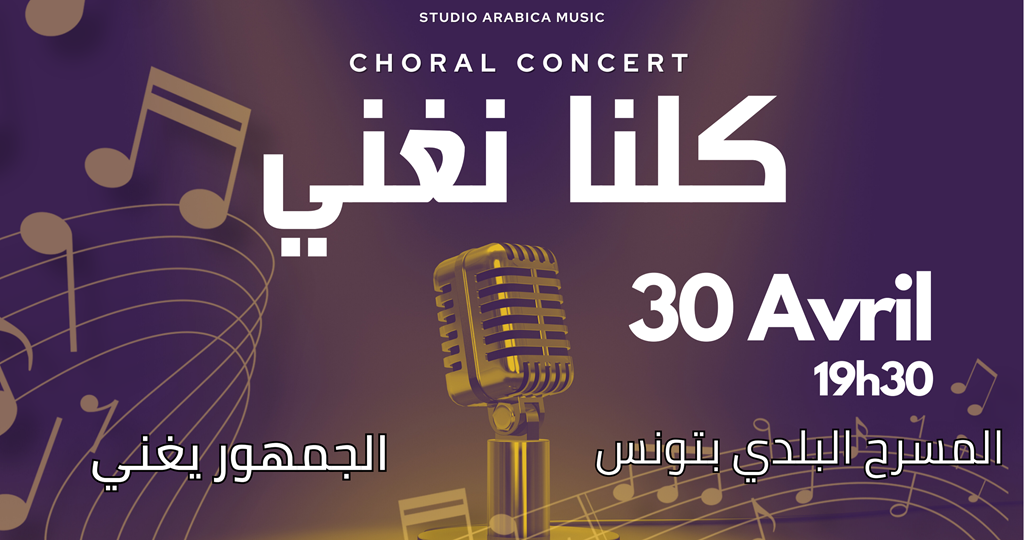 STUDIO ARABICA MUSIC
CHORAL CONCERT
كلنا نغني
30 Avril
19h30
المسرح البلدي بتونس
الجمهور يغني